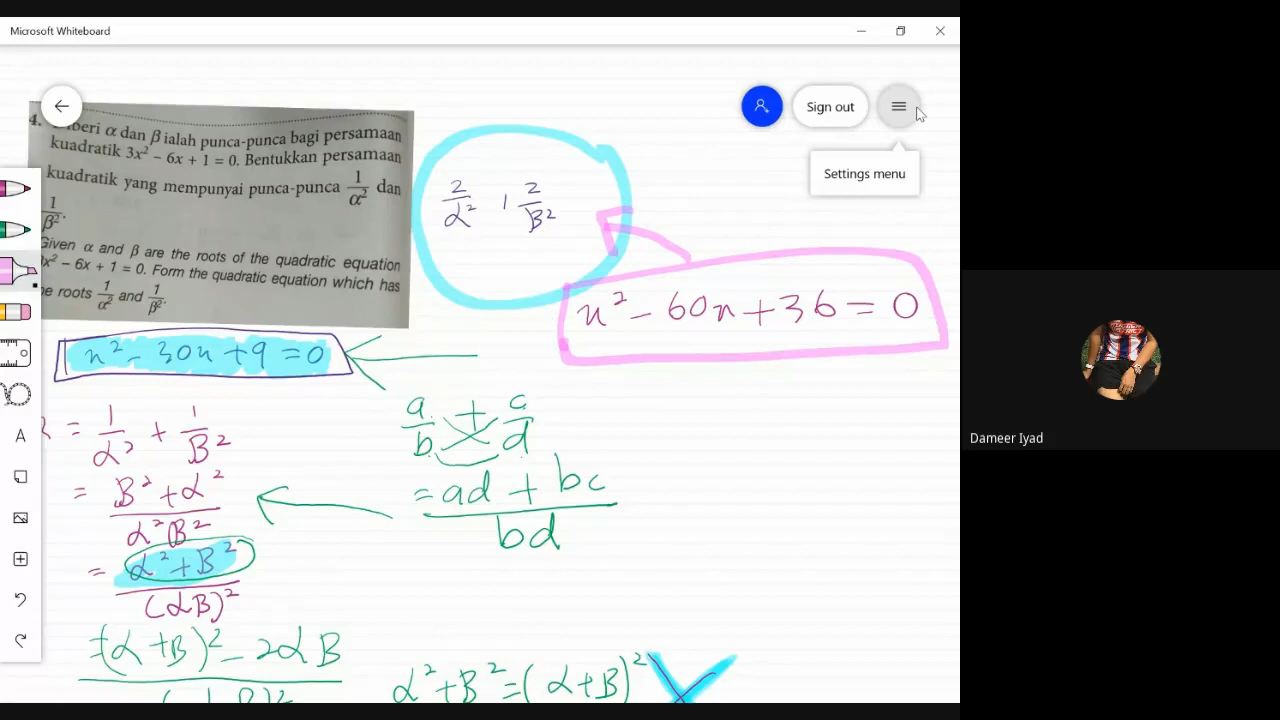 Microsoft Whiteboard
Sign out
Settings menu
4. beri α dan β ialah punca-punca bagi persamaan
kuadratik 3x² − 6x + 1 = 0. Bentukkan persamaan
kuadratik yang mempunyai punca-punca 1/α² dan
1/β².
Given α and β are the roots of the quadratic equation
x² − 6x + 1 = 0. Form the quadratic equation which has
e roots 1/α² and 1/β².
2/α² , 2/β²
x² − 60x + 36 = 0
x² − 30x + 9 = 0
= 1/α² + 1/β²
= β² + α² / α²β²
= α² + β² / (αβ)²
(α + β)² − 2αβ
a/b + c/d
= ad + bc / bd
α² + β² = (α + β)²
A
Dameer Iyad